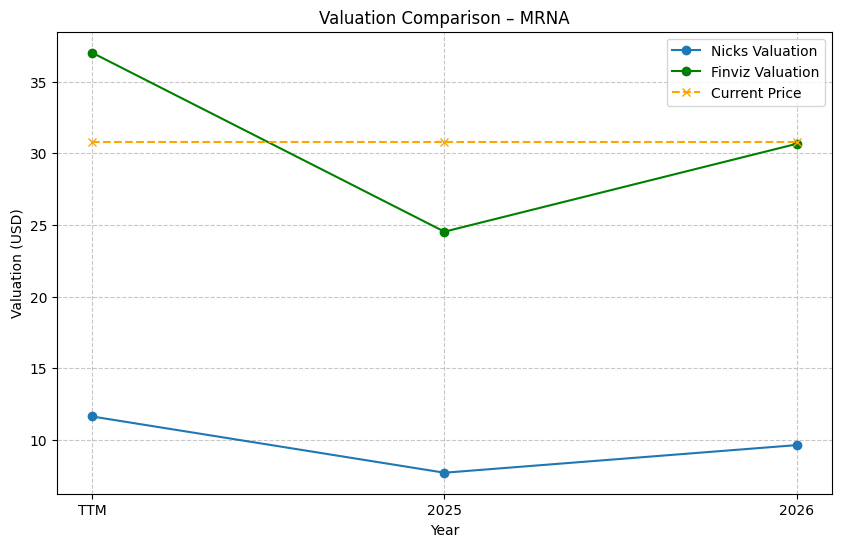 Valuation Comparison – MRNA
Nicks Valuation
Finviz Valuation
Current Price
Valuation (USD)
35
30
25
20
15
10
TTM
2025
2026
Year